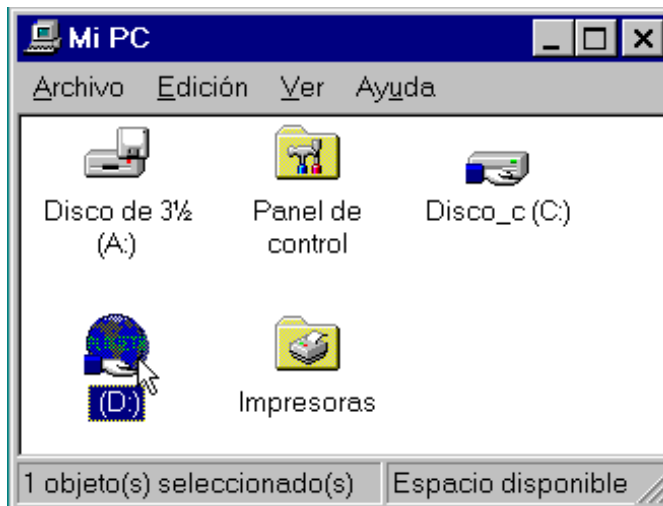 Mi PC
Archivo Edición Ver Ayuda
Disco de 3½
(A:)
Panel de
control
Disco_c (C:)
(D:)
Impresoras
1 objeto(s) seleccionado(s) Espacio disponible